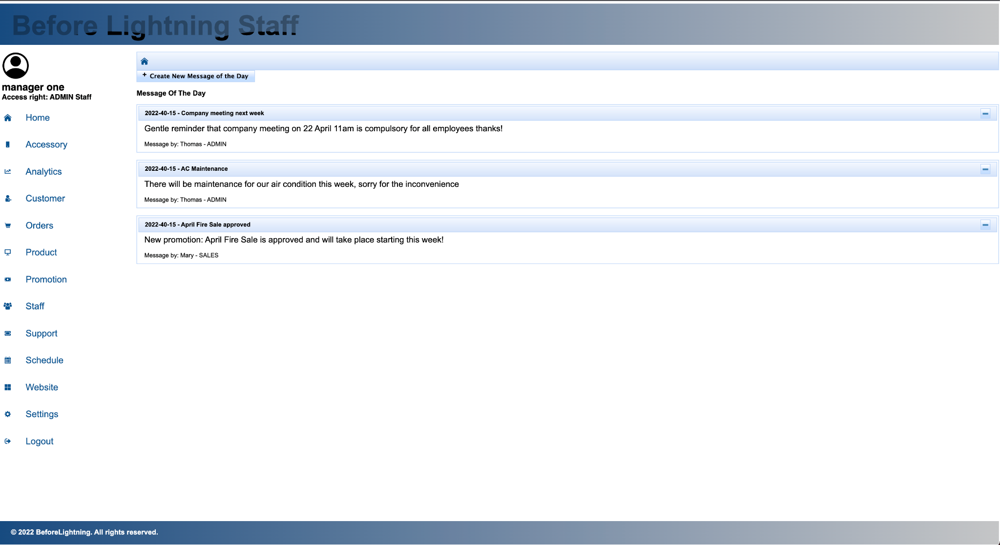 Before Lightning Staff
manager one
Access right: ADMIN Staff
Home
Accessory
Analytics
Customer
Orders
Product
Promotion
Staff
Support
Schedule
Website
Settings
Logout
+ Create New Message of the Day
Message Of The Day
2022-40-15 - Company meeting next week
Gentle reminder that company meeting on 22 April 11am is compulsory for all employees thanks!
Message by: Thomas - ADMIN
2022-40-15 - AC Maintenance
There will be maintenance for our air condition this week, sorry for the inconvenience
Message by: Thomas - ADMIN
2022-40-15 - April Fire Sale approved
New promotion: April Fire Sale is approved and will take place starting this week!
Message by: Mary - SALES
© 2022 BeforeLightning. All rights reserved.